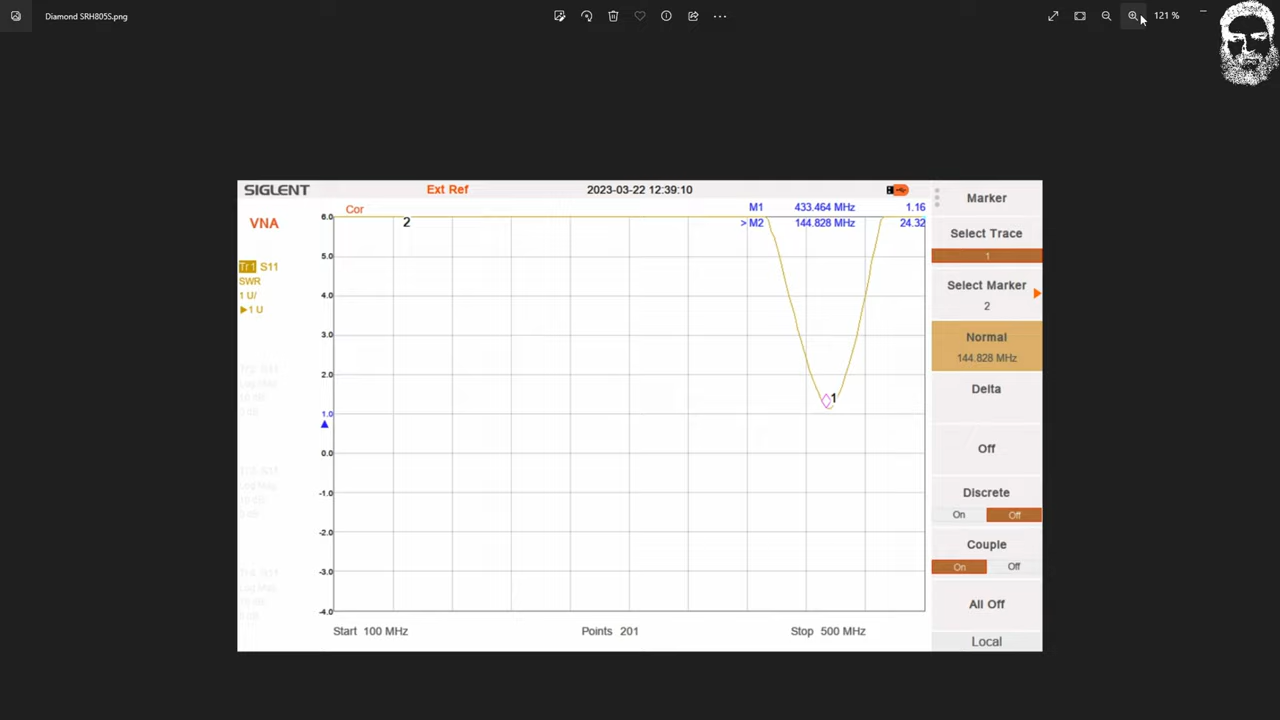 Diamond SRH805S.png
121 %
SIGLENT
Ext Ref
2023-03-22 12:39:10
VNA
Cor
M1 433.464 MHz 1.16
> M2 144.828 MHz 24.32
Tr 1 S11
SWR
1 U/
1 U
6.0
5.0
4.0
3.0
2.0
1.0
0.0
-1.0
-2.0
-3.0
-4.0
2
1
Start 100 MHz
Points 201
Stop 500 MHz
Marker
Select Trace
1
Select Marker
2
Normal
144.828 MHz
Delta
Off
Discrete
On Off
Couple
On Off
All Off
Local